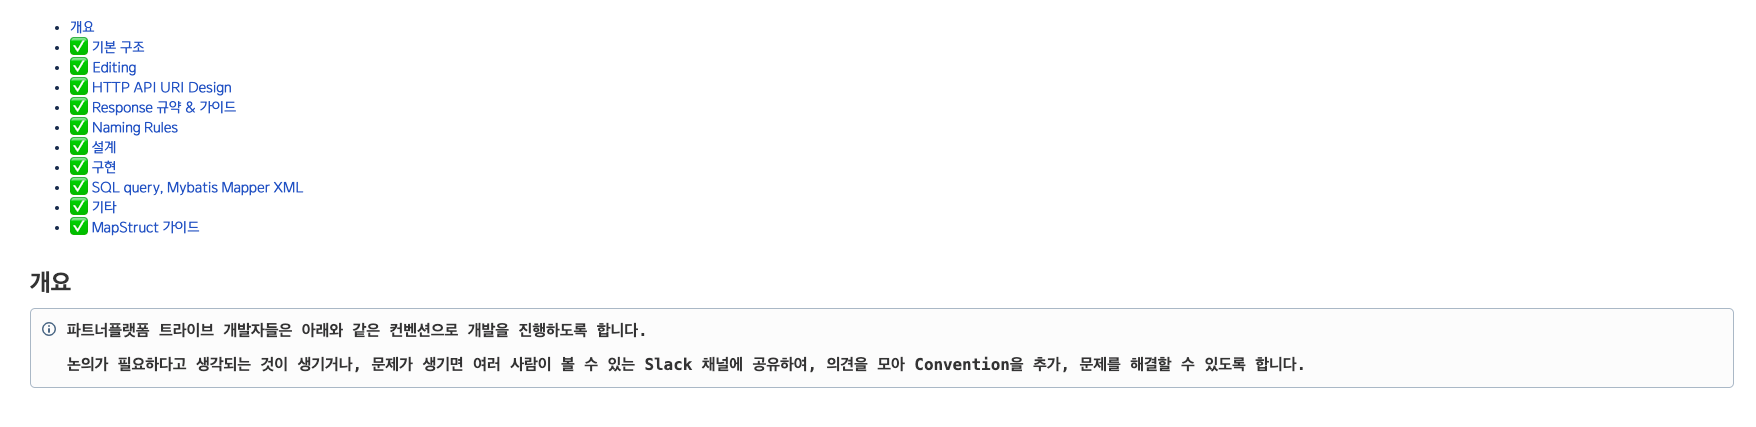 개요
✅ 기본 구조
✅ Editing
✅ HTTP API URI Design
✅ Response 규약 & 가이드
✅ Naming Rules
✅ 설계
✅ 구현
✅ SQL query, Mybatis Mapper XML
✅ 기타
✅ MapStruct 가이드
개요
파트너플랫폼 트라이브 개발자들은 아래와 같은 컨벤션으로 개발을 진행하도록 합니다.
논의가 필요하다고 생각되는 것이 생기거나, 문제가 생기면 여러 사람이 볼 수 있는 Slack 채널에 공유하여, 의견을 모아 Convention을 추가, 문제를 해결할 수 있도록 합니다.